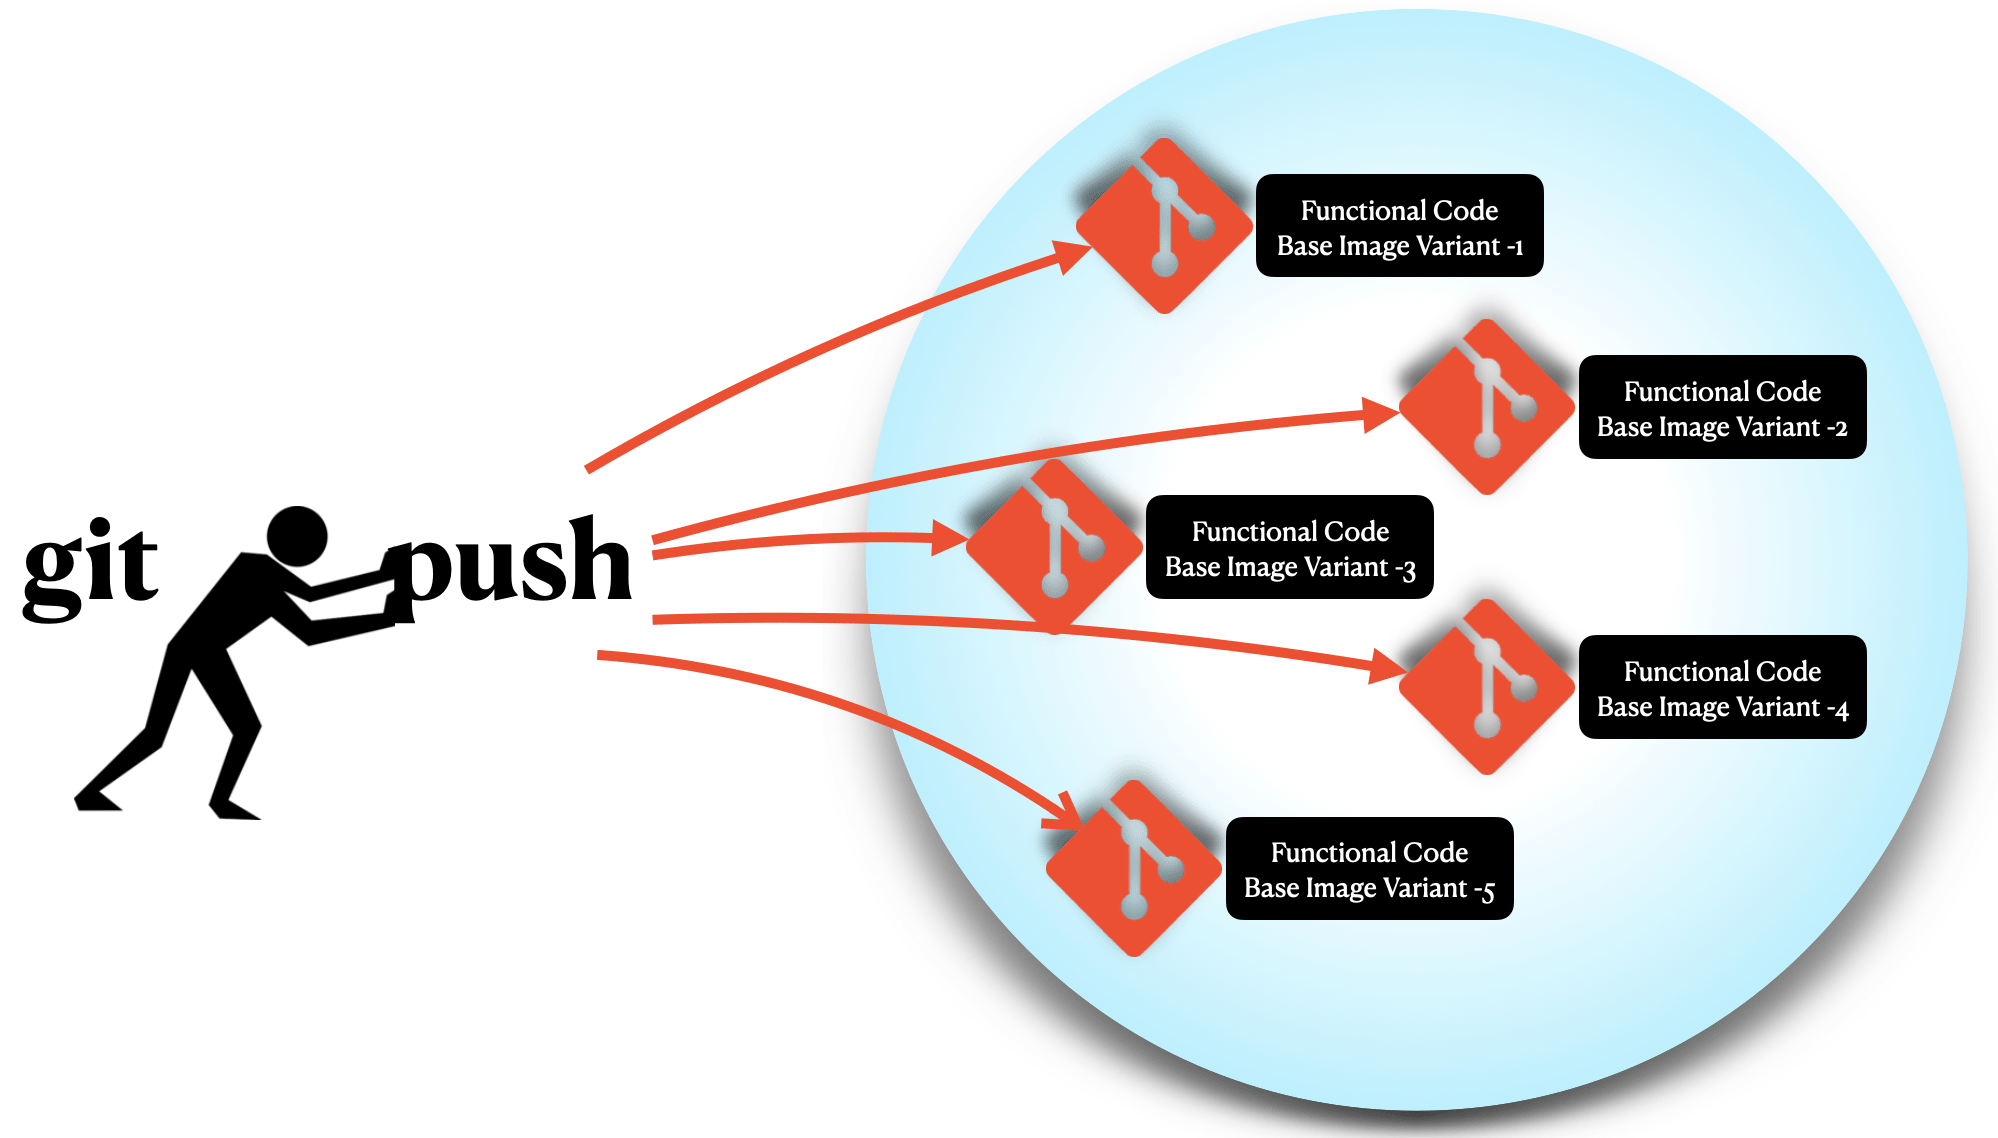 git push
Functional Code
Base Image Variant -1
Functional Code
Base Image Variant -2
Functional Code
Base Image Variant -3
Functional Code
Base Image Variant -4
Functional Code
Base Image Variant -5